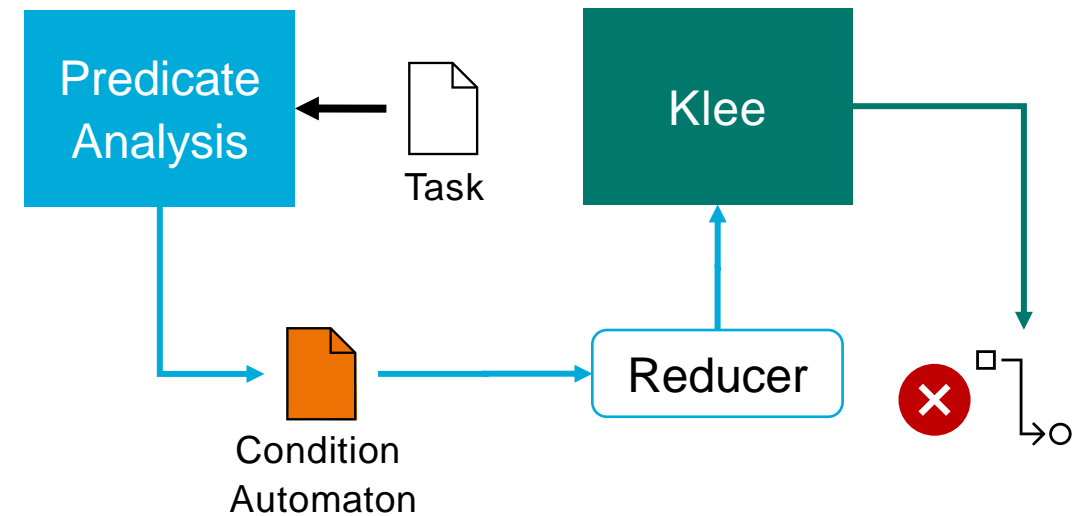 Predicate
Analysis
Task
Klee
Condition
Automaton
Reducer